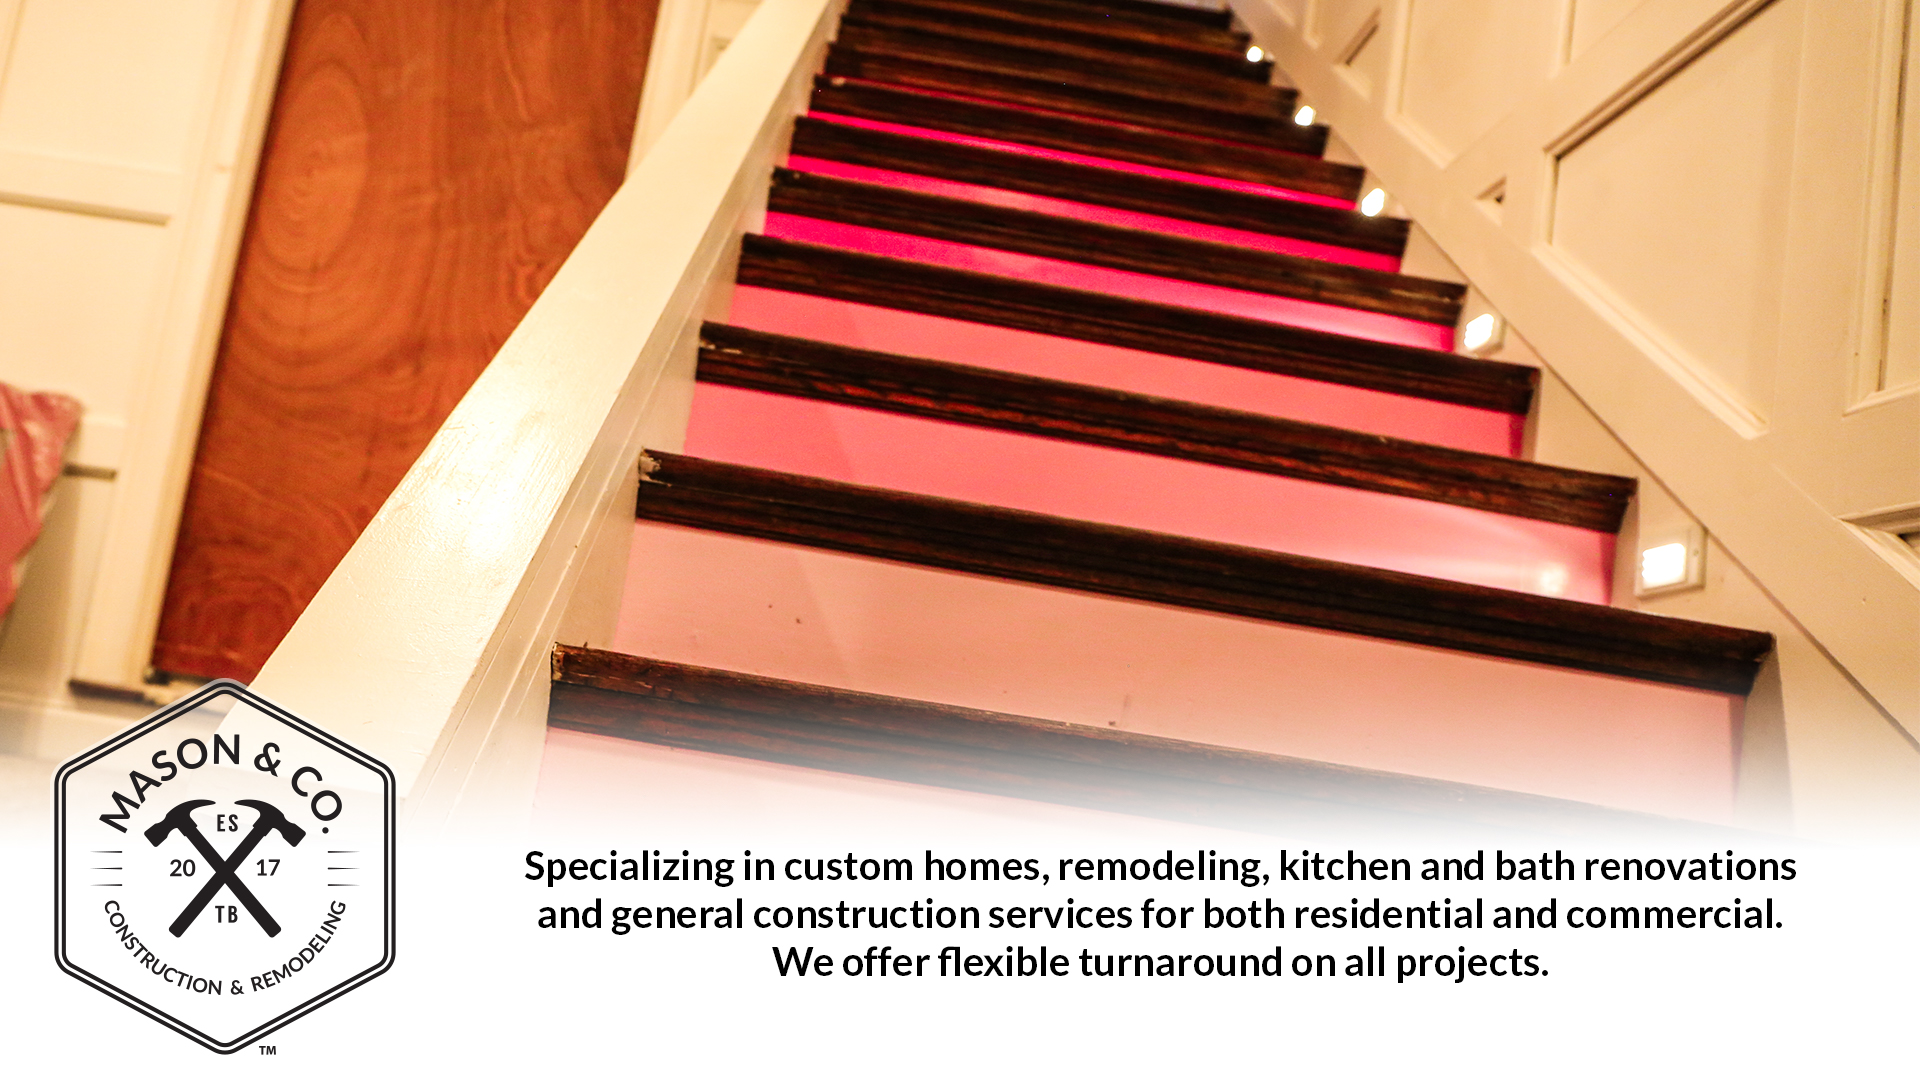 MASON & CO.
ES
20 17
TB
CONSTRUCTION & REMODELING
TM
Specializing in custom homes, remodeling, kitchen and bath renovations
and general construction services for both residential and commercial.
We offer flexible turnaround on all projects.